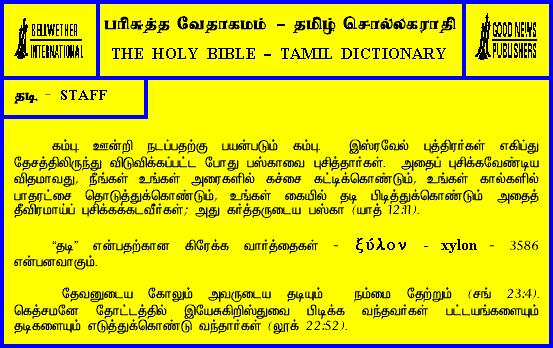 BELLWETHER
INTERNATIONAL
பரிசுத்த வேதாகமம் - தமிழ் சொல்லகராதி
THE HOLY BIBLE - TAMIL DICTIONARY
GOOD NEWS
PUBLISHERS
தடி. - STAFF
கம்பு. ஊன்றி நடப்பதற்கு பயன்படும் கம்பு. இஸ்ரவேல் புத்திரர்கள் எகிப்து
தேசத்திலிருந்து விடுவிக்கப்பட்ட போது பஸ்காவை புசித்தார்கள். அதைப் புசிக்கவேண்டிய
விதமாவது, நீங்கள் உங்கள் அரைகளில் கச்சை கட்டிக்கொண்டும், உங்கள் கால்களில்
பாதரட்சை தொடுத்துக்கொண்டும், உங்கள் கையில் தடி பிடித்துக்கொண்டும் அதைத்
தீவிரமாய்ப் புசிக்கக்கடவீர்கள்; அது கர்த்தருடைய பஸ்கா (யாத் 12:11).
“தடி” என்பதற்கான கிரேக்க வார்த்தைகள் - ξύλον - xylon - 3586
என்பனவாகும்.
தேவனுடைய கோலும் அவருடைய தடியும் நம்மை தேற்றும் (சங் 23:4).
கெத்சமனே தோட்டத்தில் இயேசுகிறிஸ்துவை பிடிக்க வந்தவர்கள் பட்டயங்களையும்
தடிகளையும் எடுத்துக்கொண்டு வந்தார்கள் (லூக் 22:52).